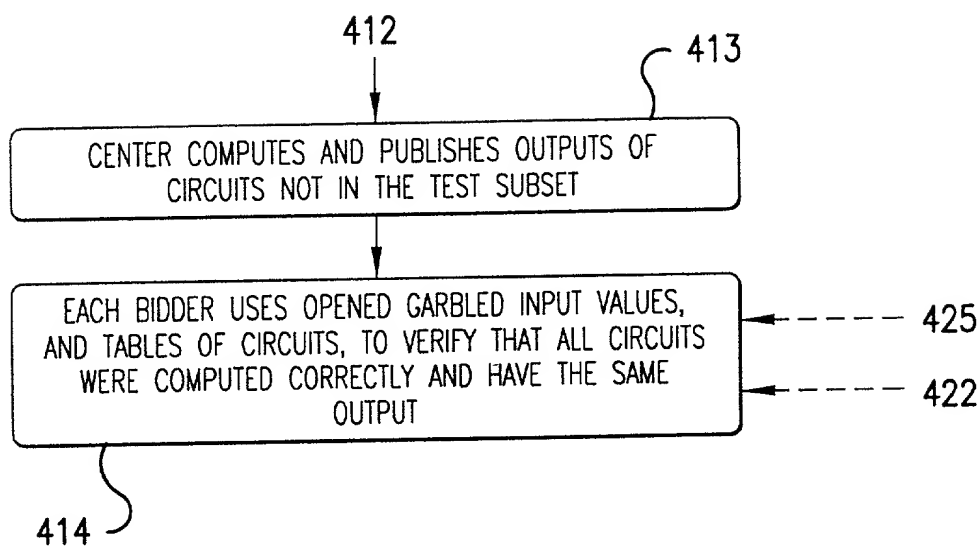 412
413
CENTER COMPUTES AND PUBLISHES OUTPUTS OF
CIRCUITS NOT IN THE TEST SUBSET
EACH BIDDER USES OPENED GARBLED INPUT VALUES,
AND TABLES OF CIRCUITS, TO VERIFY THAT ALL CIRCUITS
WERE COMPUTED CORRECTLY AND HAVE THE SAME
OUTPUT
425
422
414